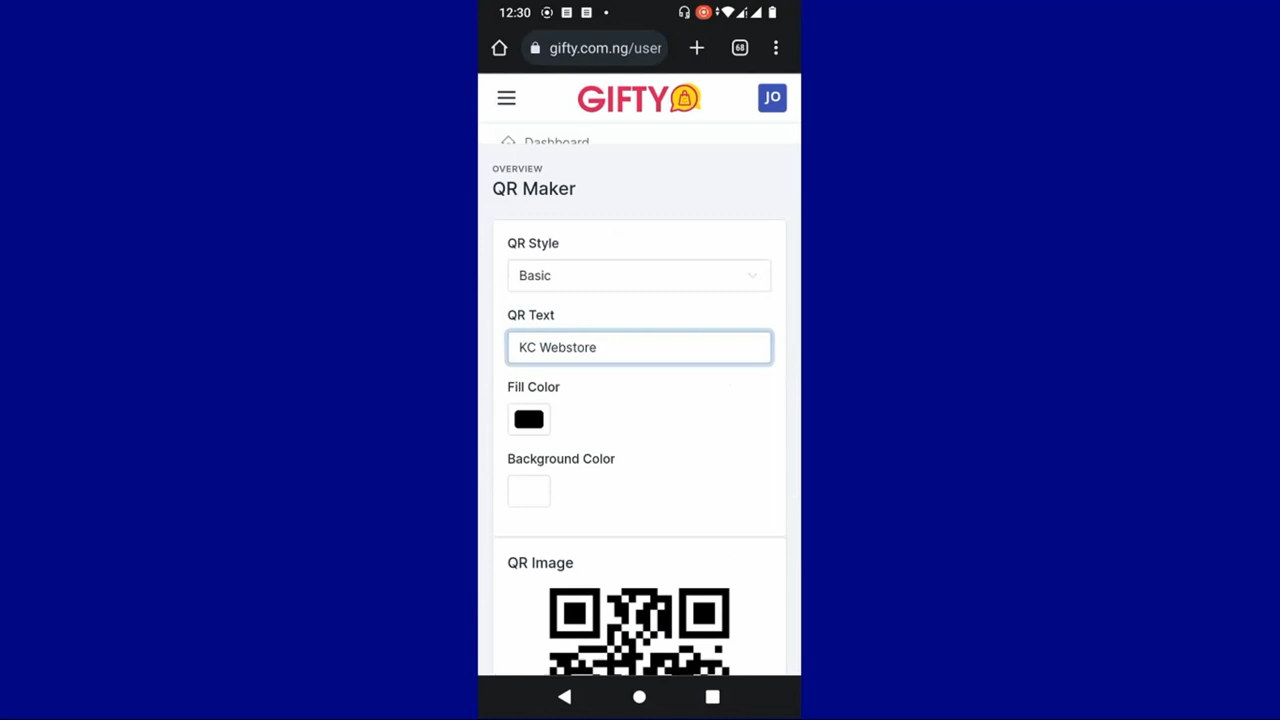 12:30
gifty.com.ng/user
68
GIFTY
JO
Dashboard
OVERVIEW
QR Maker
QR Style
Basic
QR Text
KC Webstore
Fill Color
Background Color
QR Image